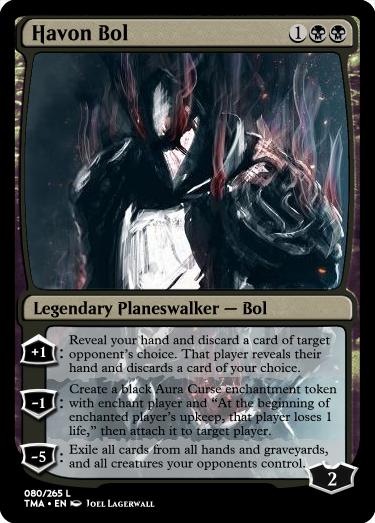 Havon Bol 1
Legendary Planeswalker — Bol
+1: Reveal your hand and discard a card of target
opponent's choice. That player reveals their
hand and discards a card of your choice.
-1: Create a black Aura Curse enchantment token
with enchant player and “At the beginning of
enchanted player's upkeep, that player loses 1
life,” then attach it to target player.
-5: Exile all cards from all hands and graveyards,
and all creatures your opponents control.
2
080/265 L
TMA • EN Joel Lagerwall